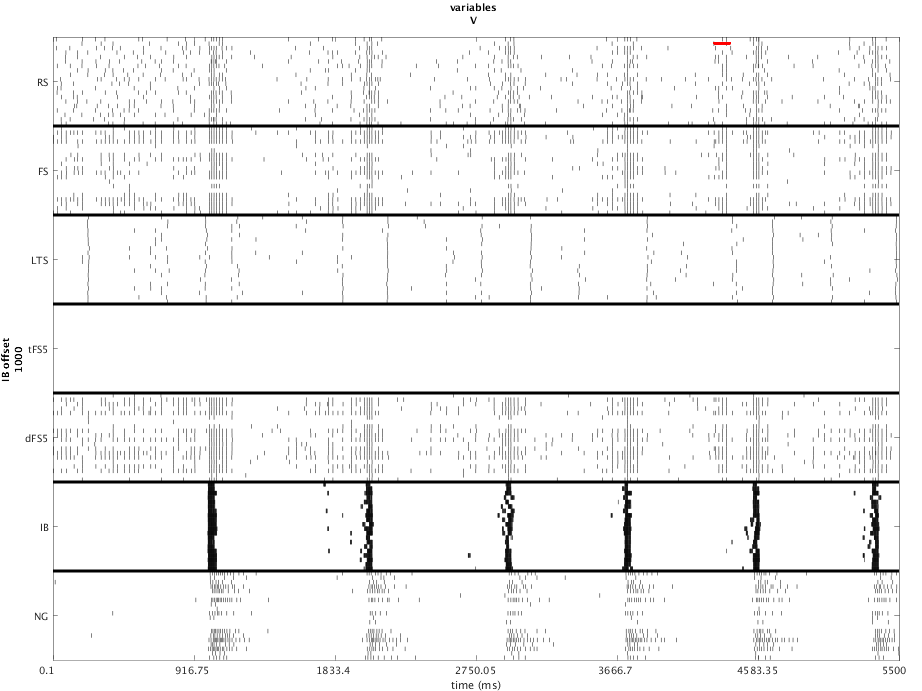 variables
V
RS
FS
LTS
IB offset
1000
tFS5
dFS5
IB
NG
0.1
916.75
1833.4
2750.05
3666.7
4583.35
5500
time (ms)